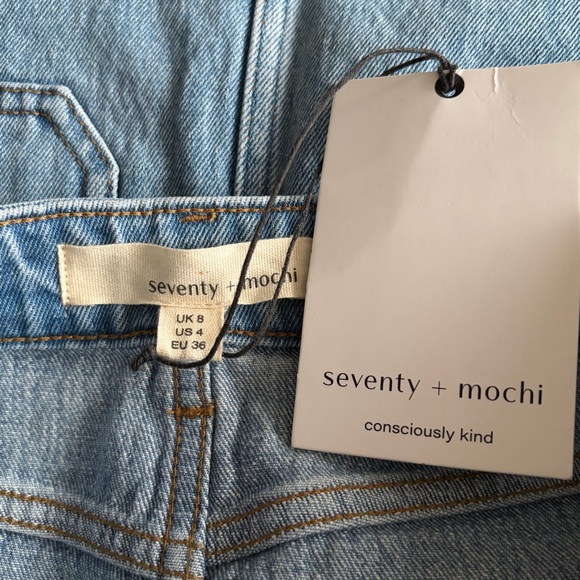 seventy + mochi
UK 8
US 4
EU 36
seventy + mochi
consciously kind